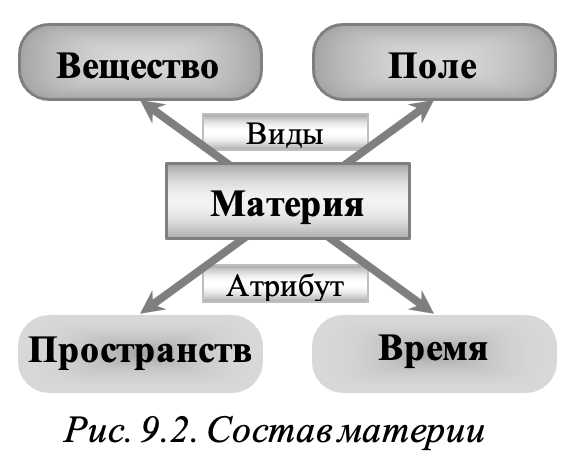 Вещество
Поле
Виды
Материя
Атрибут
Пространств
Время
Рис. 9.2. Состав материи